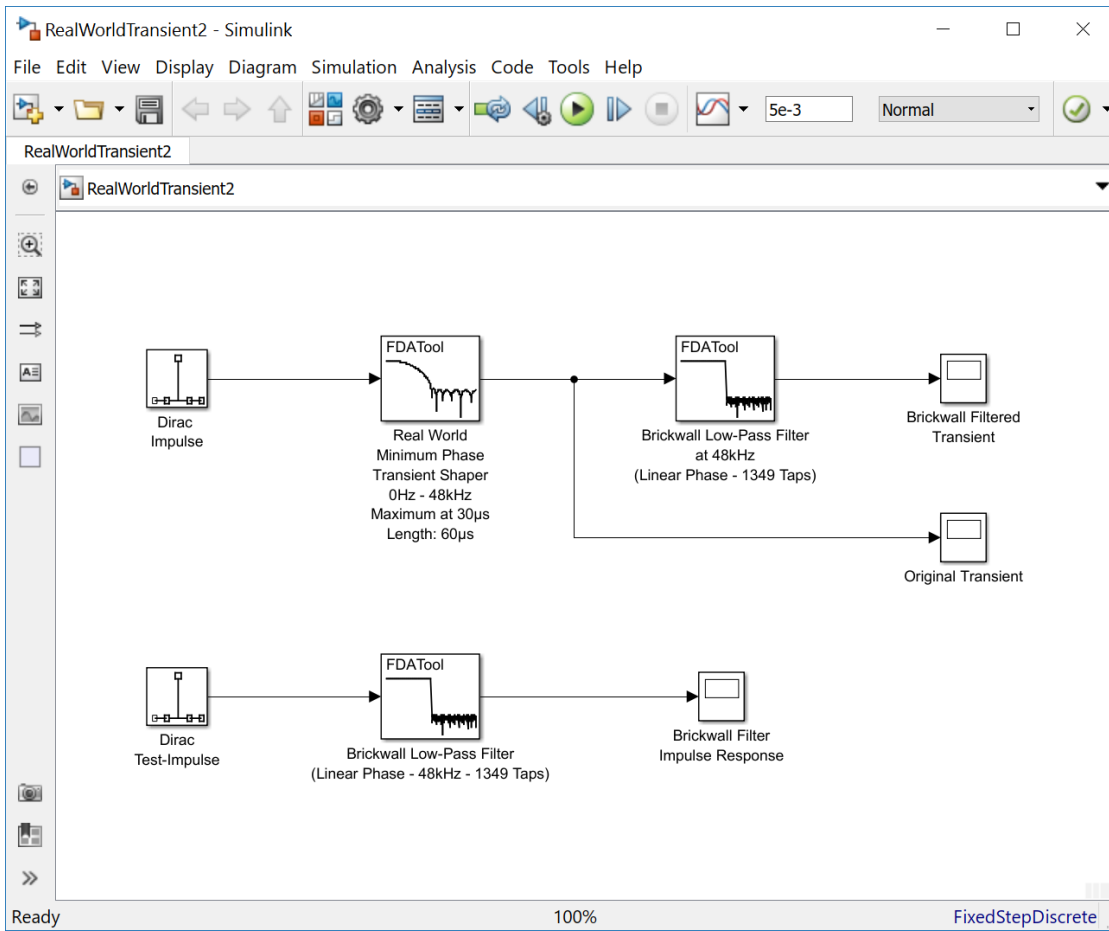 RealWorldTransient2 - Simulink
File Edit View Display Diagram Simulation Analysis Code Tools Help
5e-3 Normal
RealWorldTransient2
RealWorldTransient2
FDATool
FDATool
Dirac
Impulse
Real World
Minimum Phase
Transient Shaper
0Hz - 48kHz
Maximum at 30µs
Length: 60µs
Brickwall Low-Pass Filter
at 48kHz
(Linear Phase - 1349 Taps)
Brickwall Filtered
Transient
Original Transient
FDATool
Dirac
Test-Impulse
Brickwall Low-Pass Filter
(Linear Phase - 48kHz - 1349 Taps)
Brickwall Filter
Impulse Response
Ready 100% FixedStepDiscrete